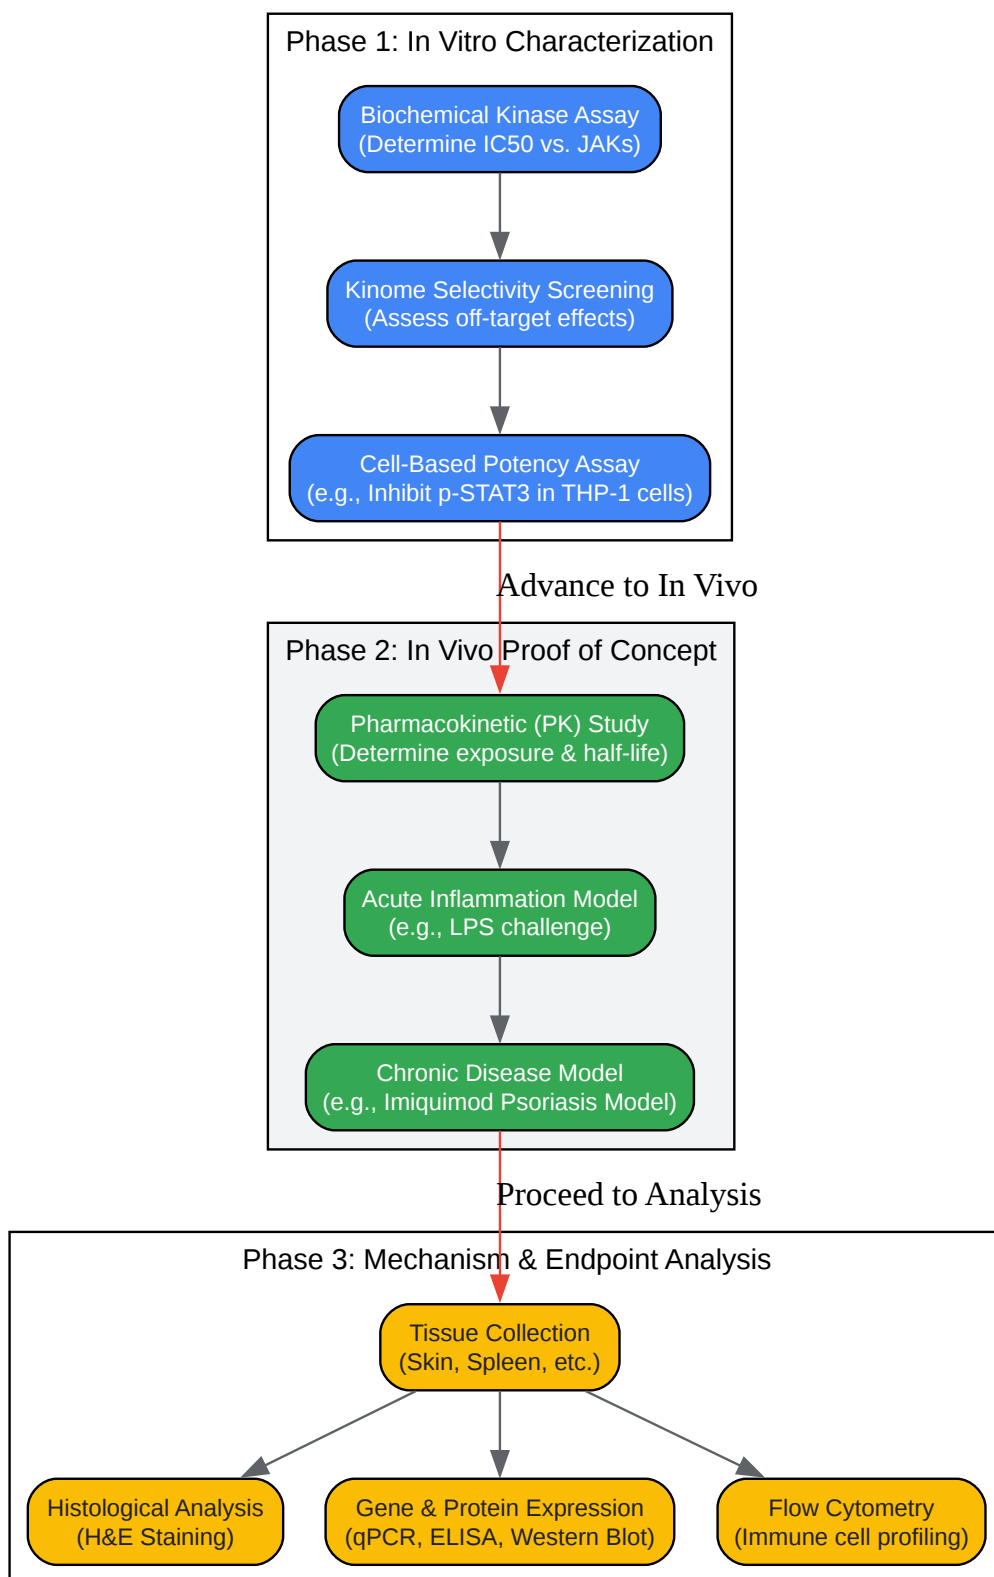 Phase 1: In Vitro Characterization
Biochemical Kinase Assay
(Determine IC50 vs. JAKs)
Kinome Selectivity Screening
(Assess off-target effects)
Cell-Based Potency Assay
(e.g., Inhibit p-STAT3 in THP-1 cells)
Advance to In Vivo
Phase 2: In Vivo Proof of Concept
Pharmacokinetic (PK) Study
(Determine exposure & half-life)
Acute Inflammation Model
(e.g., LPS challenge)
Chronic Disease Model
(e.g., Imiquimod Psoriasis Model)
Proceed to Analysis
Phase 3: Mechanism & Endpoint Analysis
Tissue Collection
(Skin, Spleen, etc.)
Histological Analysis
(H&E Staining)
Gene & Protein Expression
(qPCR, ELISA, Western Blot)
Flow Cytometry
(Immune cell profiling)